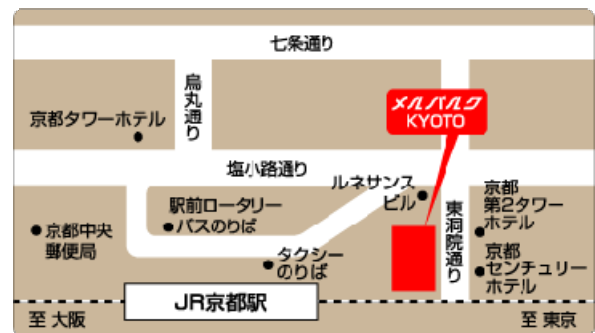 七条通り
烏丸通り
メルパルク
KYOTO
京都タワーホテル
塩小路通り
ルネサンス
ビル
京都
第2タワー
ホテル
駅前ロータリー
バスのりば
東洞院通り
京都中央
郵便局
タクシー
のりば
京都
センチュリー
ホテル
JR京都駅
至 大阪
至 東京